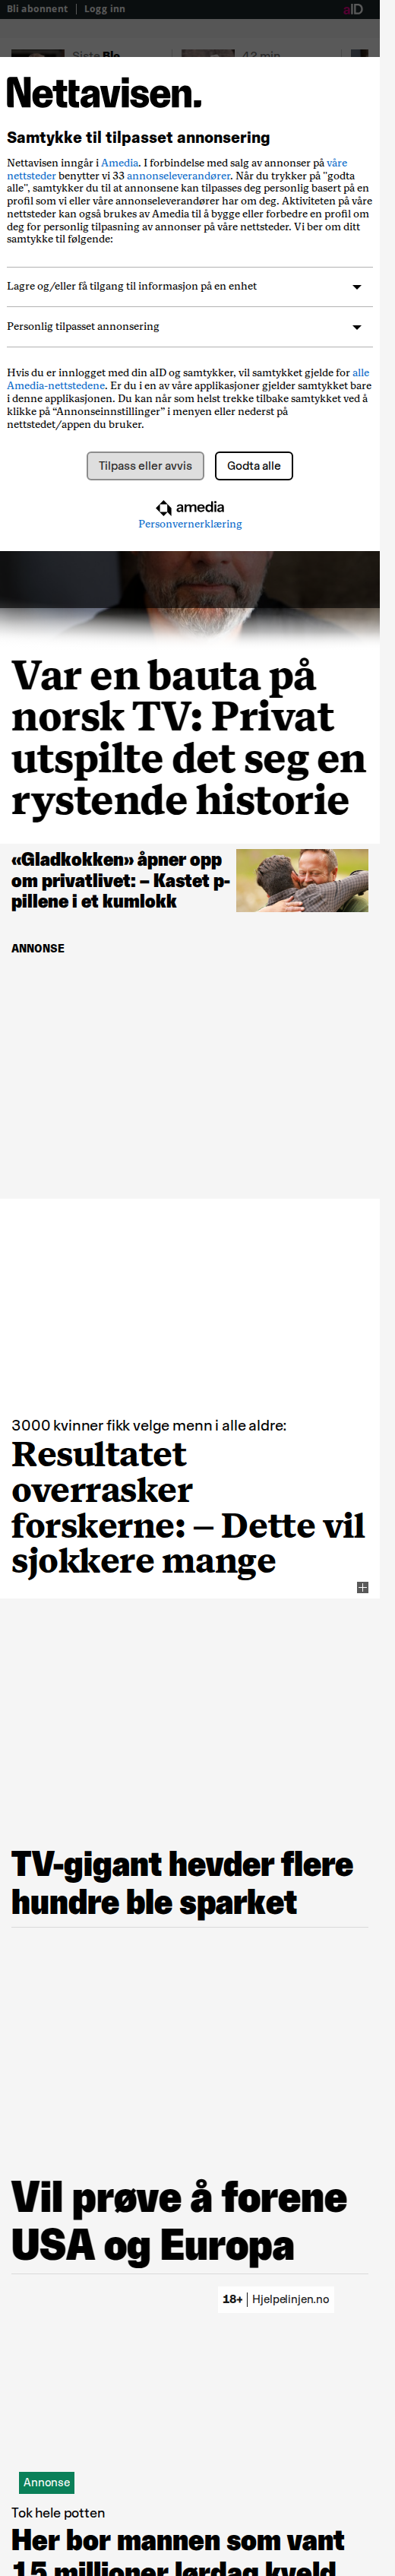 Bli abonnent | Logg inn
aID
Siste Blo
42 min
Nettavisen.
Samtykke til tilpasset annonsering
Nettavisen inngår i Amedia. I forbindelse med salg av annonser på våre
nettsteder benytter vi 33 annonseleverandører. Når du trykker på "godta
alle", samtykker du til at annonsene kan tilpasses deg personlig basert på en
profil som vi eller våre annonseleverandører har om deg. Aktiviteten på våre
nettsteder kan også brukes av Amedia til å bygge eller forbedre en profil om
deg for personlig tilpasning av annonser på våre nettsteder. Vi ber om ditt
samtykke til følgende:
Lagre og/eller få tilgang til informasjon på en enhet
Personlig tilpasset annonsering
Hvis du er innlogget med din aID og samtykker, vil samtykket gjelde for alle
Amedia-nettstedene. Er du i en av våre applikasjoner gjelder samtykket bare
i denne applikasjonen. Du kan når som helst trekke tilbake samtykket ved å
klikke på “Annonseinnstillinger” i menyen eller nederst på
nettstedet/appen du bruker.
Tilpass eller avvis
Godta alle
amedia
Personvernerklæring
Var en bauta på
norsk TV: Privat
utspilte det seg en
rystende historie
«Gladkokken» åpner opp
om privatlivet: – Kastet p-
pillene i et kumlokk
ANNONSE
3000 kvinner fikk velge menn i alle aldre:
Resultatet
overrasker
forskerne: – Dette vil
sjokkere mange
TV-gigant hevder flere
hundre ble sparket
Vil prøve å forene
USA og Europa
18+ | Hjelpelinjen.no
Annonse
Tok hele potten
Her bor mannen som vant
15 millioner lørdag kveld